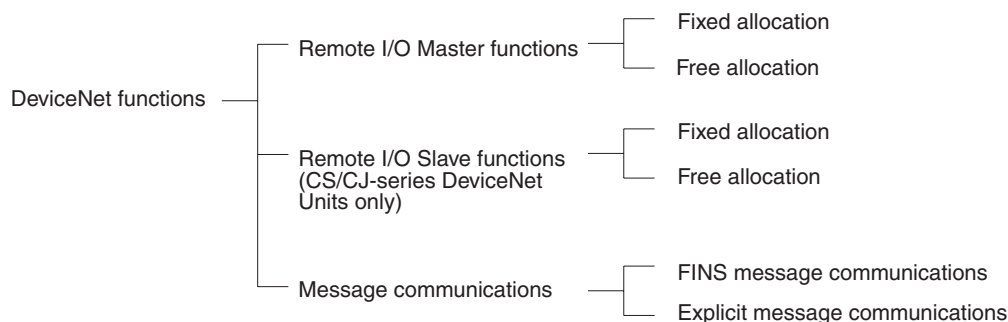 DeviceNet functions
Remote I/O Master functions
Fixed allocation
Free allocation
Remote I/O Slave functions
(CS/CJ-series DeviceNet
Units only)
Fixed allocation
Free allocation
Message communications
FINS message communications
Explicit message communications